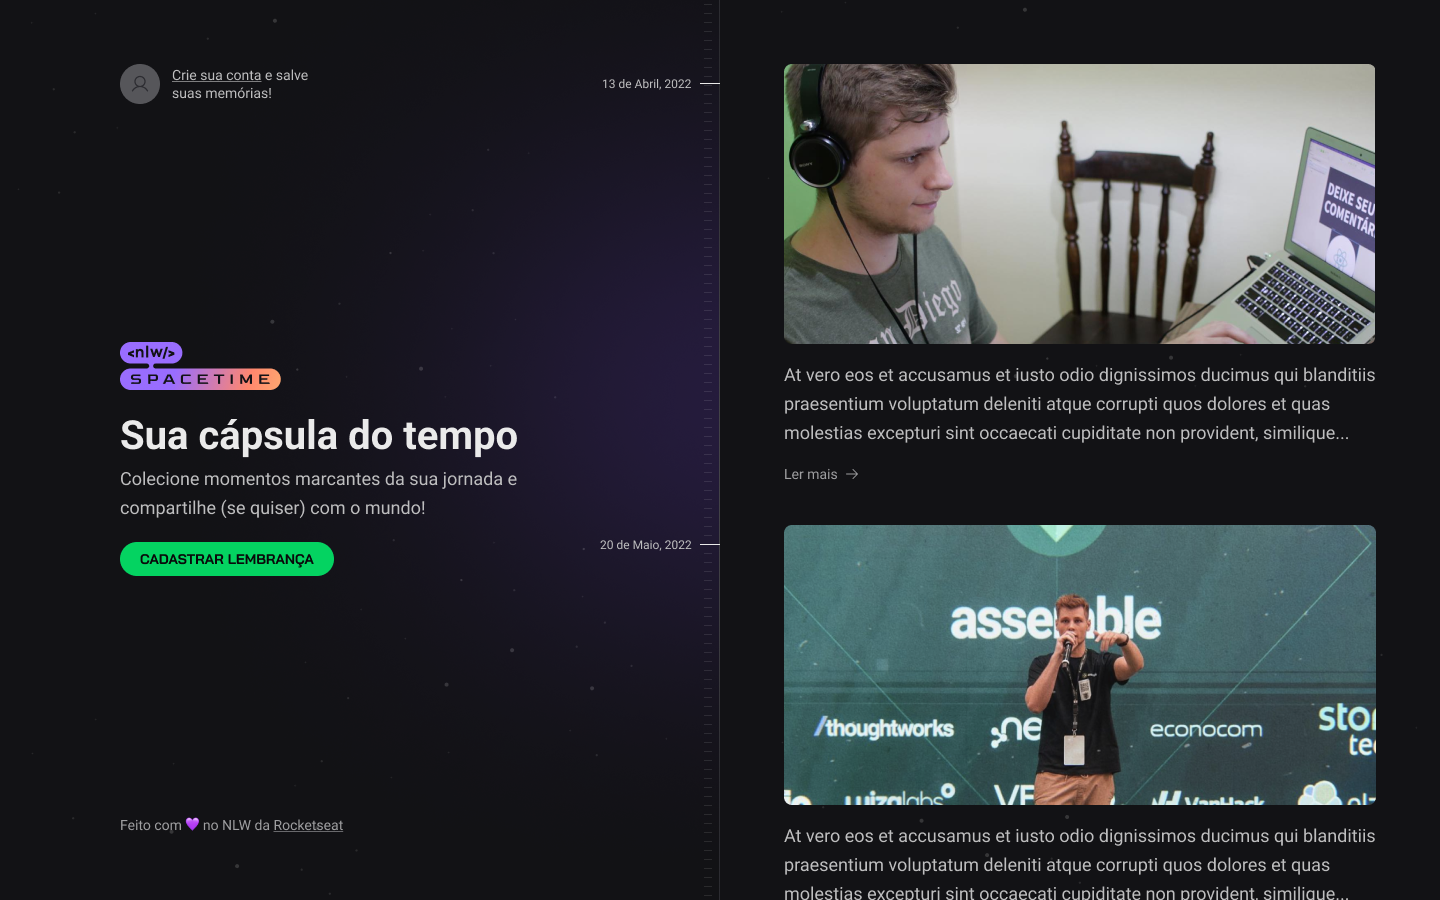 Crie sua conta e salve
suas memórias!
13 de Abril, 2022
<nlw/>
SPACETIME
Sua cápsula do tempo
Colecione momentos marcantes da sua jornada e
compartilhe (se quiser) com o mundo!
CADASTRAR LEMBRANÇA
20 de Maio, 2022
Feito com 💜 no NLW da Rocketseat
SONY
DEIXE SEU
COMENTÁR
Diego
At vero eos et accusamus et iusto odio dignissimos ducimus qui blanditiis
praesentium voluptatum deleniti atque corrupti quos dolores et quas
molestias excepturi sint occaecati cupiditate non provident, similique...
Ler mais
assemble
/thoughtworks
econocom
wizglabs
VanHack
At vero eos et accusamus et iusto odio dignissimos ducimus qui blanditiis
praesentium voluptatum deleniti atque corrupti quos dolores et quas
molestias excepturi sint occaecati cupiditate non provident, similique...